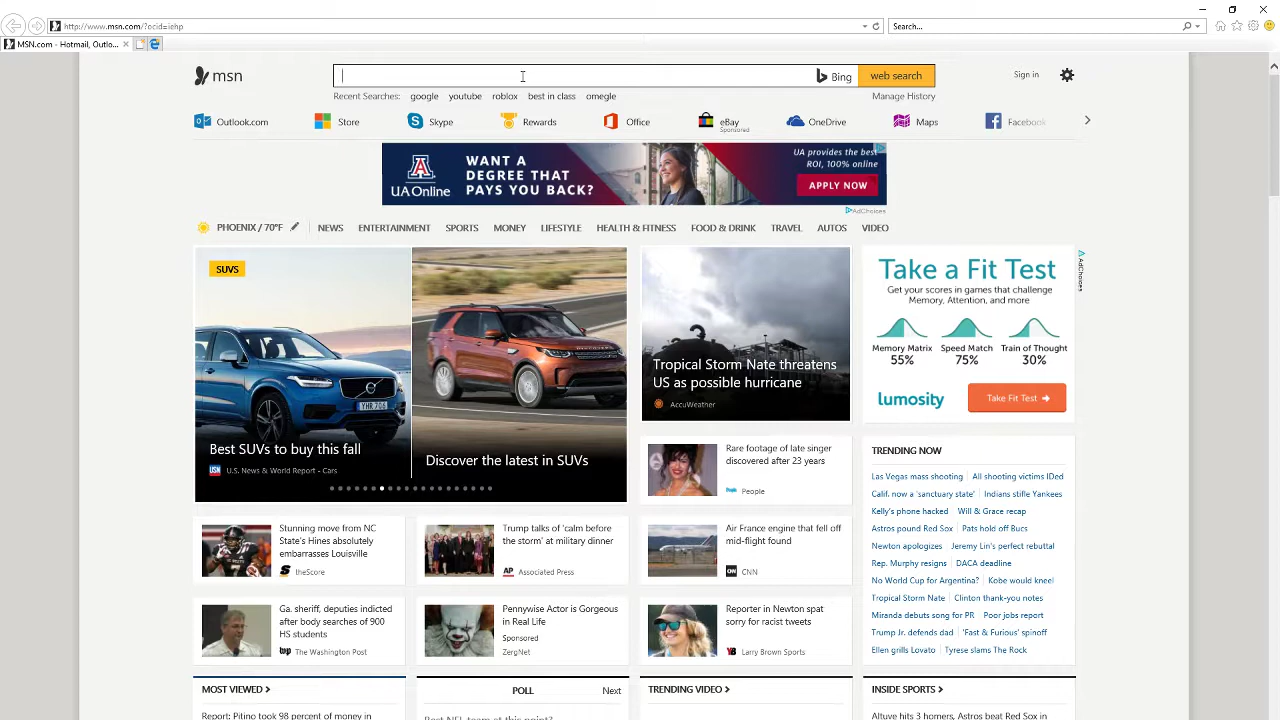 http://www.msn.com/?ocid=iehp
Search...
MSN.com - Hotmail, Outlo...
msn
Bing
web search
Sign in
Recent Searches: google youtube roblox best in class omegle
Manage History
Outlook.com Store Skype Rewards Office eBay OneDrive Maps Facebook
Sponsored
UA Online
WANT A
DEGREE THAT
PAYS YOU BACK?
UA provides the best
ROI, 100% online
APPLY NOW
AdChoices
PHOENIX / 70°F
NEWS ENTERTAINMENT SPORTS MONEY LIFESTYLE HEALTH & FITNESS FOOD & DRINK TRAVEL AUTOS VIDEO
SUVS
Best SUVs to buy this fall
U.S. News & World Report - Cars
Discover the latest in SUVs
Tropical Storm Nate threatens
US as possible hurricane
AccuWeather
AdChoices
Take a Fit Test
Get your scores in games that challenge
Memory, Attention, and more
Memory Matrix Speed Match Train of Thought
55% 75% 30%
lumosity
Take Fit Test
Rare footage of late singer
discovered after 23 years
People
TRENDING NOW
Las Vegas mass shooting All shooting victims IDed
Calif. now a 'sanctuary state' Indians stifle Yankees
Kelly's phone hacked Will & Grace recap
Astros pound Red Sox Pats hold off Bucs
Newton apologizes Jeremy Lin's perfect rebuttal
Rep. Murphy resigns DACA deadline
No World Cup for Argentina? Kobe would kneel
Tropical Storm Nate Clinton thank-you notes
Miranda debuts song for PR Poor jobs report
Trump Jr. defends dad 'Fast & Furious' spinoff
Ellen grills Lovato Tyrese slams The Rock
Stunning move from NC
State's Hines absolutely
embarrasses Louisville
theScore
Trump talks of 'calm before
the storm' at military dinner
AP Associated Press
Air France engine that fell off
mid-flight found
CNN
Ga. sheriff, deputies indicted
after body searches of 900
HS students
wp The Washington Post
Pennywise Actor is Gorgeous
in Real Life
Sponsored
ZergNet
Reporter in Newton spat
sorry for racist tweets
Larry Brown Sports
MOST VIEWED
POLL
Next
TRENDING VIDEO
INSIDE SPORTS
Report: Pitino took 98 percent of money in
Best NFL team at this point?
Altuve hits 3 homers, Astros beat Red Sox in